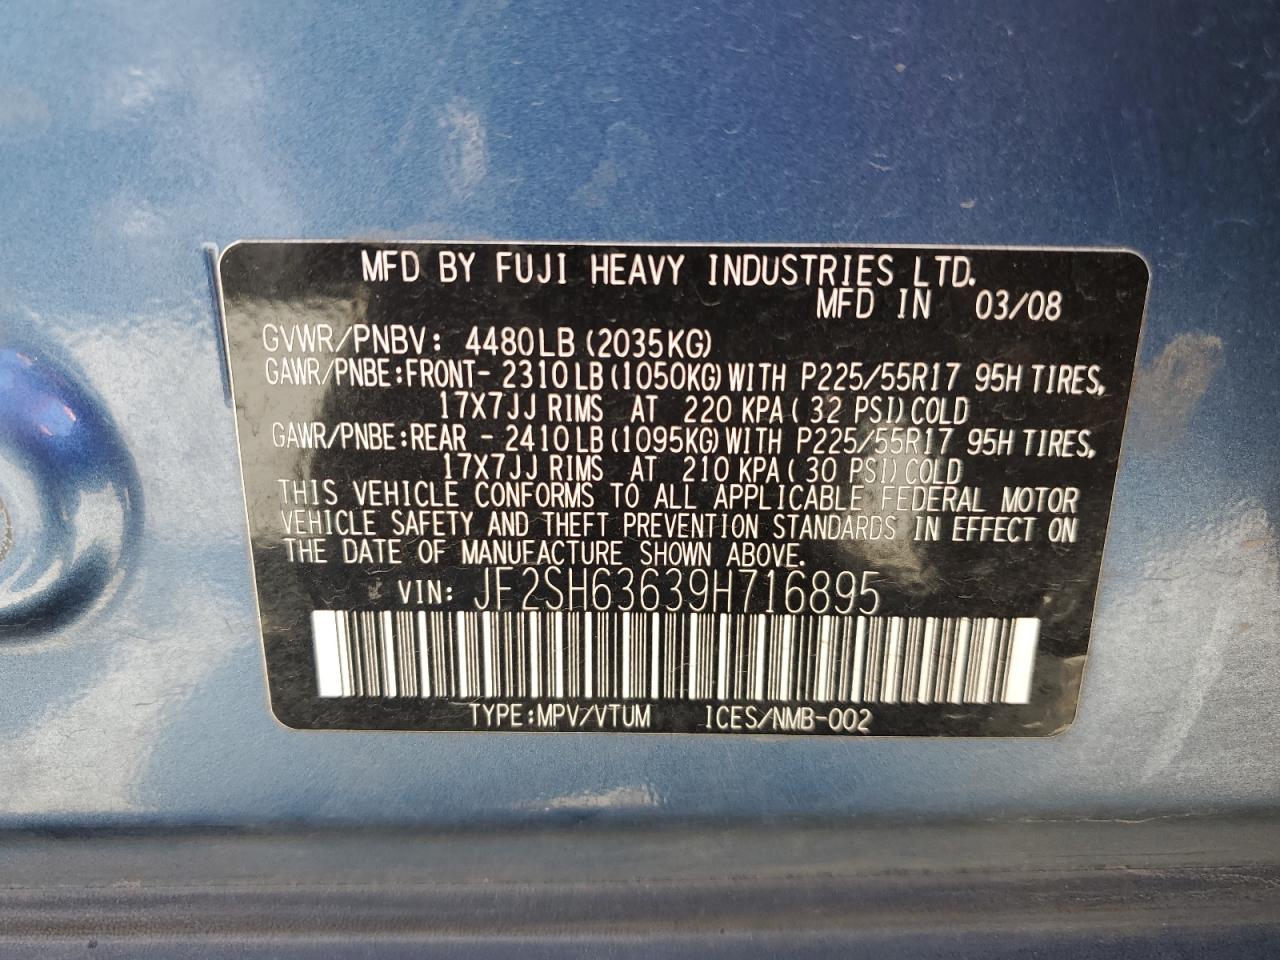 MFD BY FUJI HEAVY INDUSTRIES LTD.
MFD IN 03/08
GVWR/PNBV: 4480LB (2035KG)
GAWR/PNBE:FRONT- 2310LB(1050KG)WITH P225/55R17 95H TIRES,
17X7JJ RIMS AT 220 KPA( 32 PSI)COLD
GAWR/PNBE:REAR - 2410LB(1095KG)WITH P225/55R17 95H TIRES,
17X7JJ RIMS AT 210 KPA( 30 PSI)COLD
THIS VEHICLE CONFORMS TO ALL APPLICABLE FEDERAL MOTOR
VEHICLE SAFETY AND THEFT PREVENTION STANDARDS IN EFFECT ON
THE DATE OF MANUFACTURE SHOWN ABOVE.
VIN: JF2SH63639H716895
TYPE:MPV/VTUM ICES/NMB-002